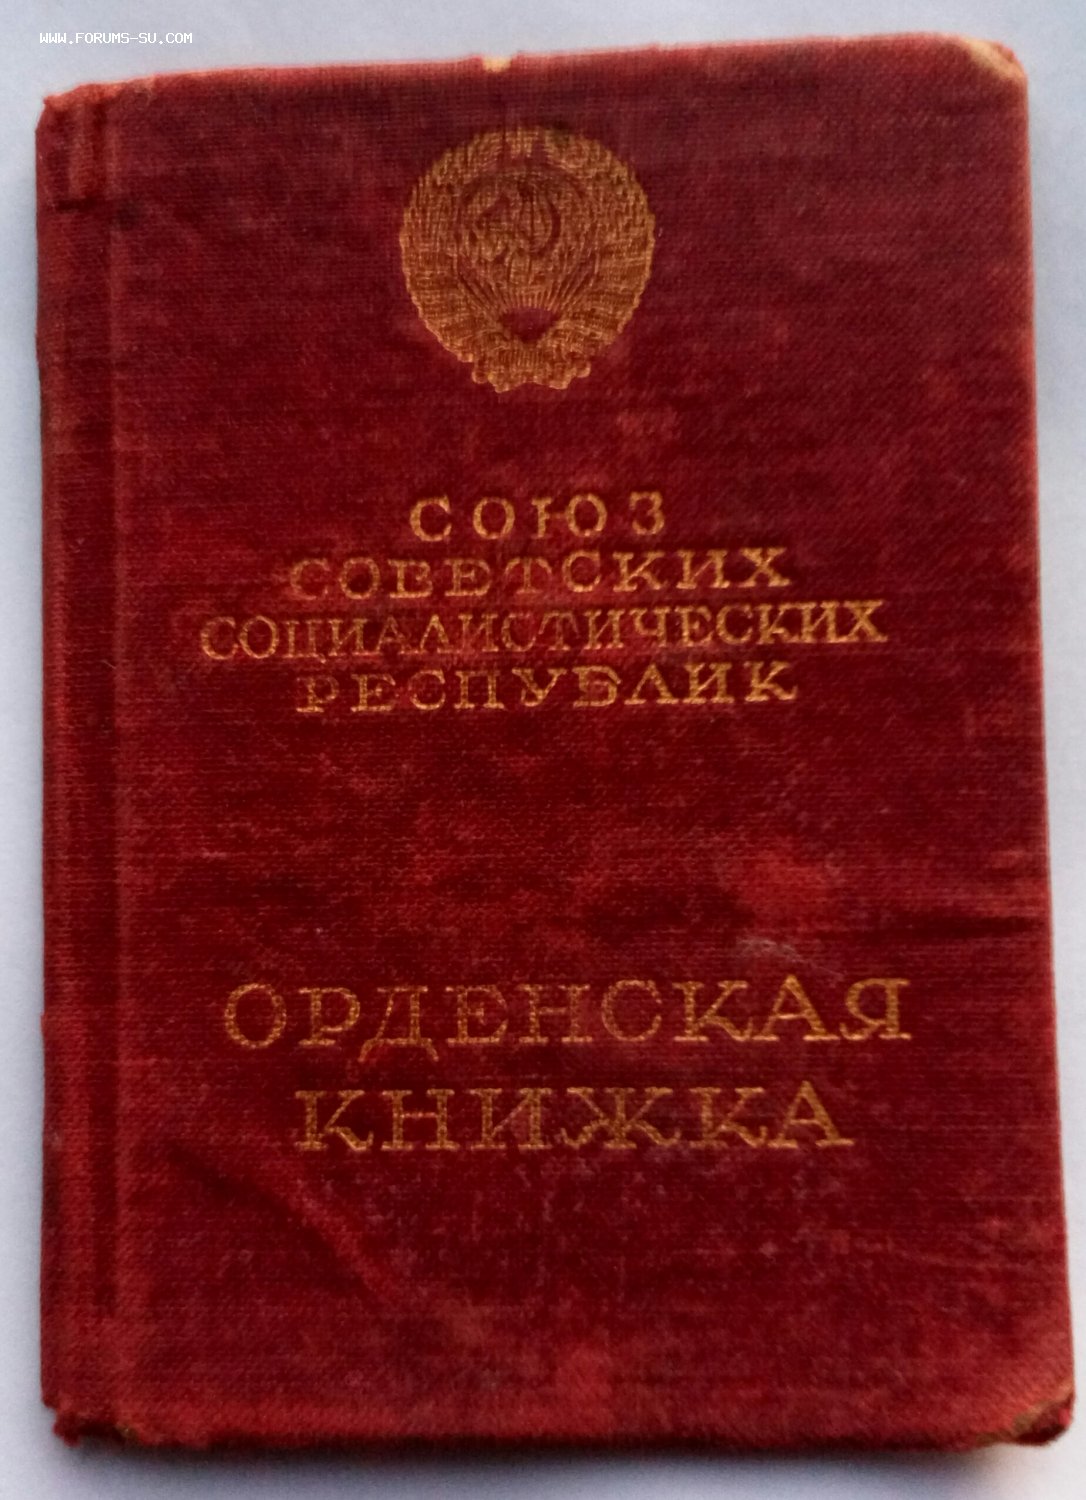 WWW.FORUMS-SU.COM
СОЮЗ
СОВЕТСКИХ
СОЦИАЛИСТИЧЕСКИХ
РЕСПУБЛИК
ОРДЕНСКАЯ
КНИЖКА